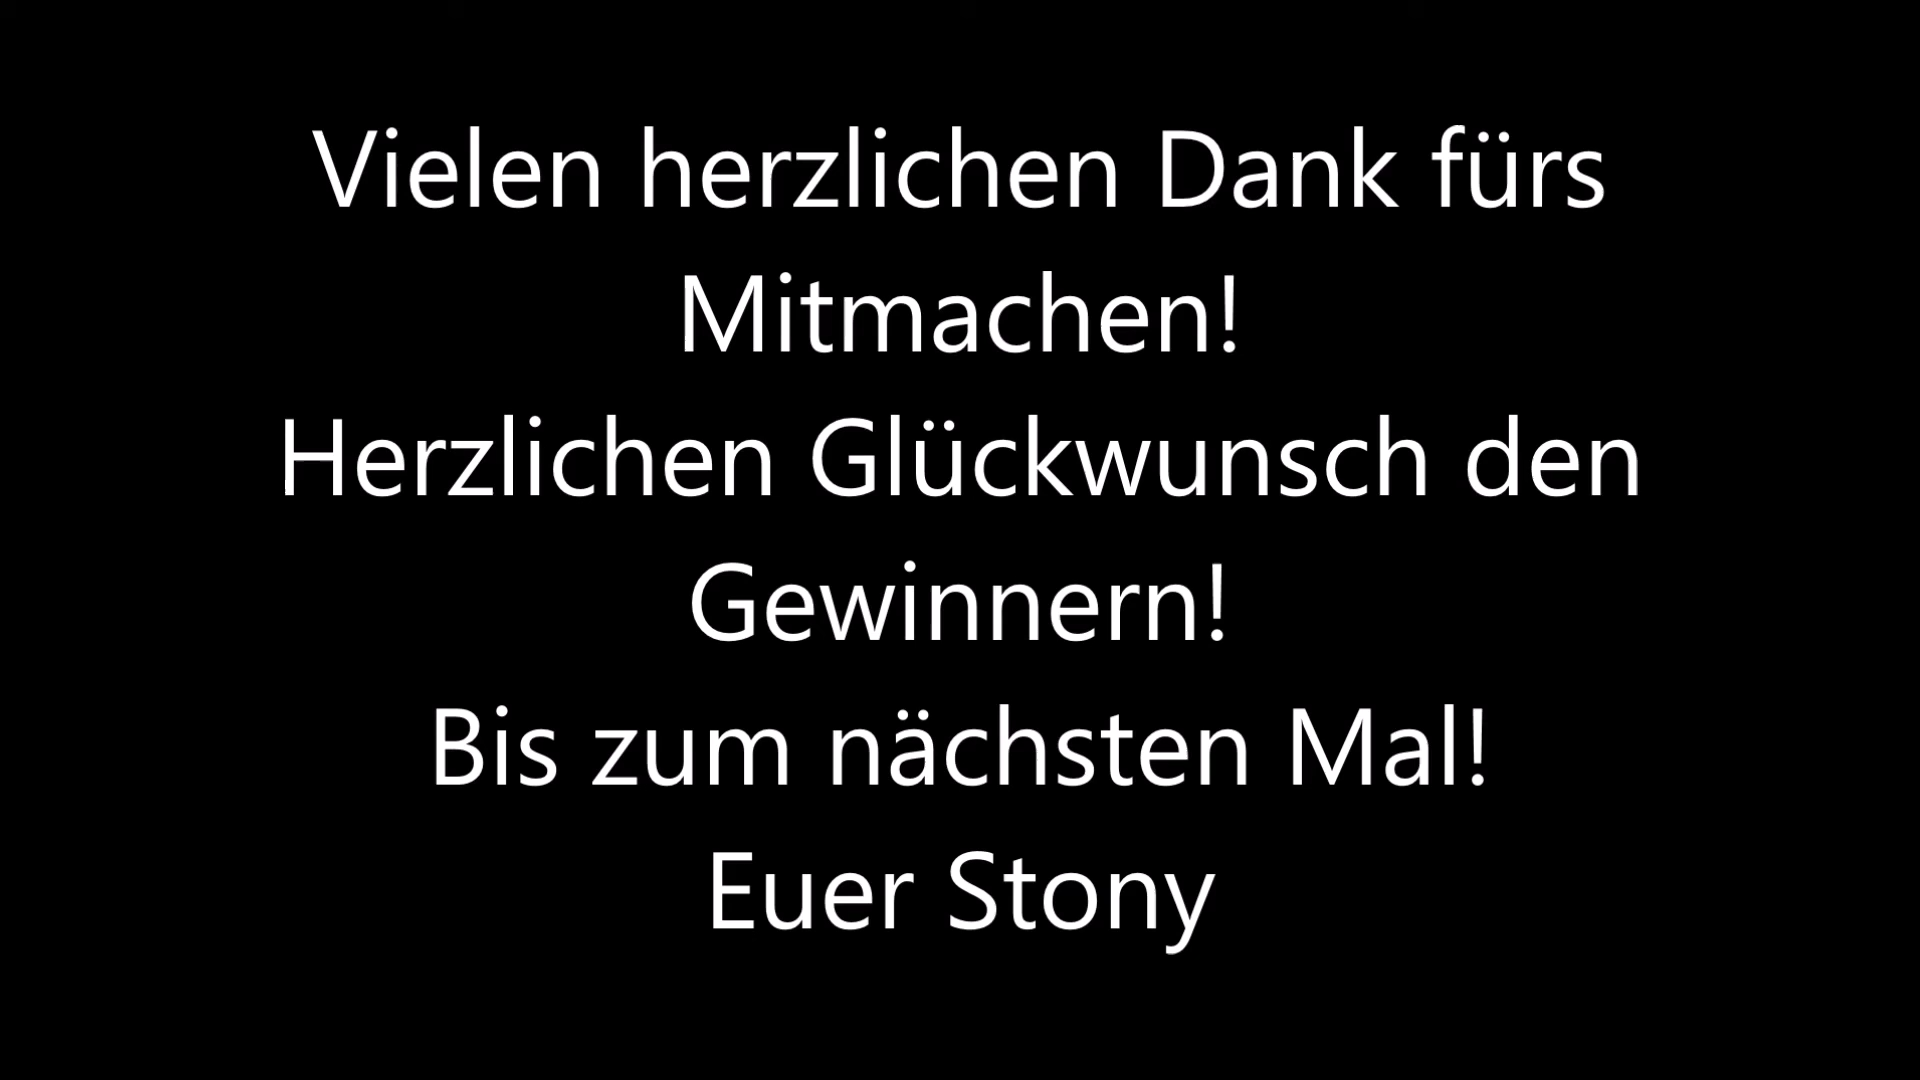 Vielen herzlichen Dank fürs
Mitmachen!
Herzlichen Glückwunsch den
Gewinnern!
Bis zum nächsten Mal!
Euer Stony